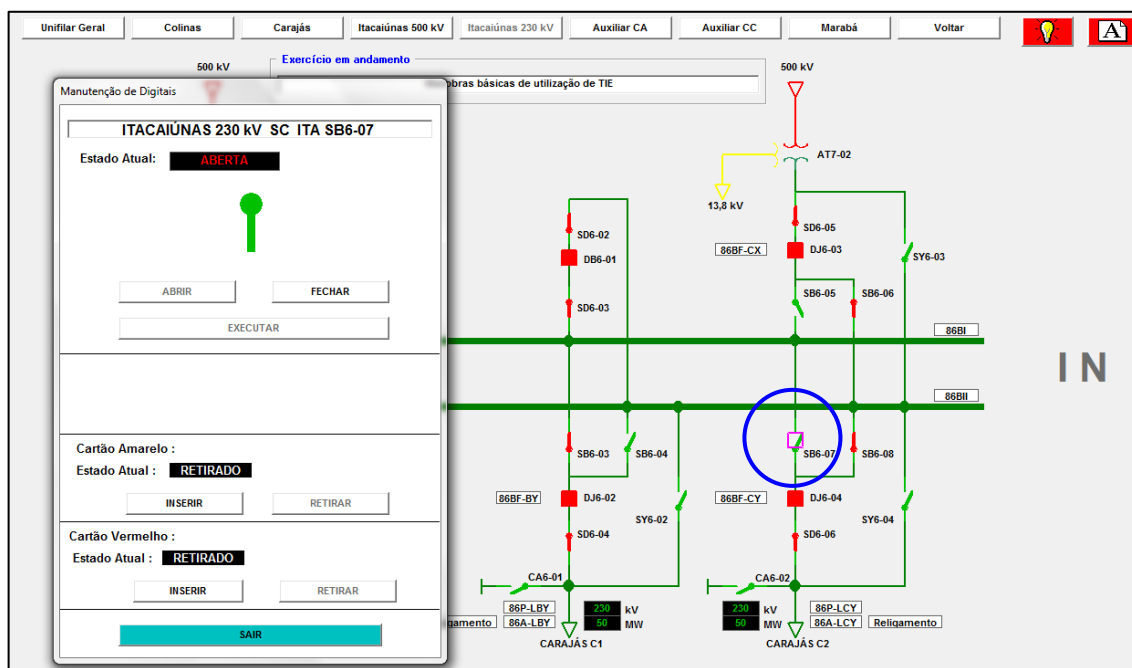 Unifilar Geral
Colinas
Carajás
Itacaiúnas 500 kV
Itacaiúnas 230 kV
Auxiliar CA
Auxiliar CC
Marabá
Voltar
A
500 kV
Exercício em andamento
obras básicas de utilização de TIE
500 kV
Manutenção de Digitais
ITACAIÚNAS 230 kV SC ITA SB6-07
Estado Atual: ABERTA
ABRIR
FECHAR
EXECUTAR
Cartão Amarelo :
Estado Atual : RETIRADO
INSERIR
RETIRAR
Cartão Vermelho :
Estado Atual : RETIRADO
INSERIR
RETIRAR
SAIR
AT7-02
13,8 kV
SD6-02
DB6-01
SD6-03
SD6-05
86BF-CX
DJ6-03
SY6-03
SB6-05
SB6-06
86BI
IN
86BII
SB6-03
SB6-04
SB6-07
SB6-08
86BF-BY
DJ6-02
SY6-02
86BF-CY
DJ6-04
SY6-04
SD6-04
SD6-06
CA6-01
CA6-02
86P-LBY
230 kV
230 kV
86P-LCY
gamento
86A-LBY
50 MW
50 MW
86A-LCY
Religamento
CARAJÁS C1
CARAJÁS C2